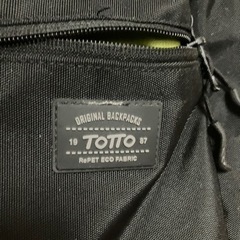 ORIGINAL BACKPACKS
19 TOTTO 87
RePET ECO FABRIC